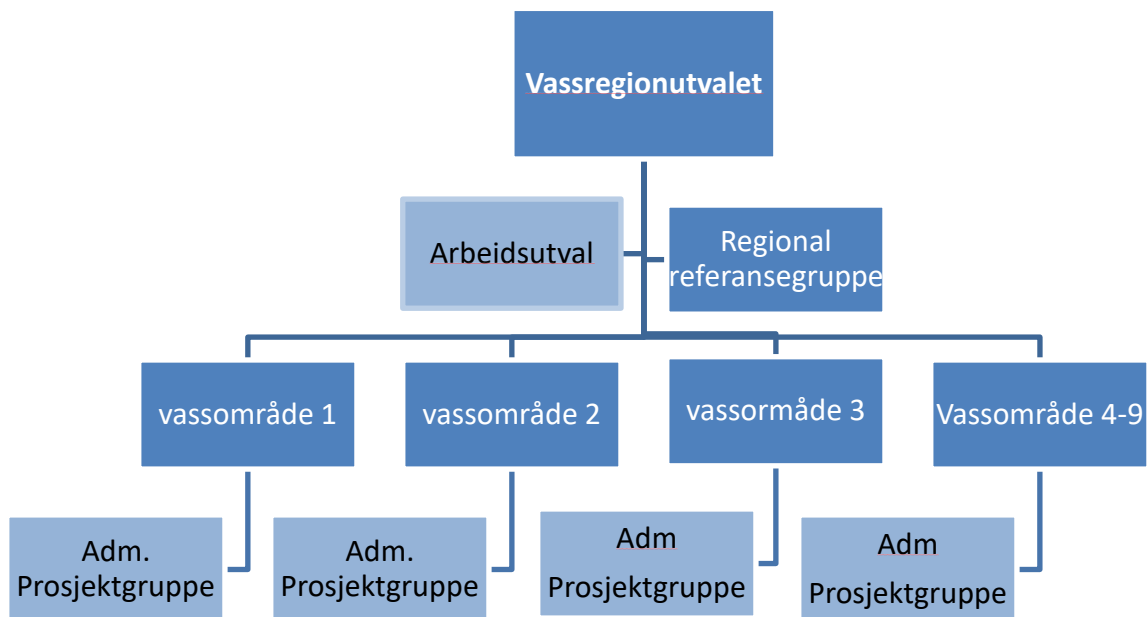 Vassregionutvalet
Arbeidsutval
Regional
referansegruppe
vassområde 1
vassområde 2
vassormåde 3
Vassområde 4-9
Adm.
Prosjektgruppe
Adm.
Prosjektgruppe
Adm
Prosjektgruppe
Adm
Prosjektgruppe